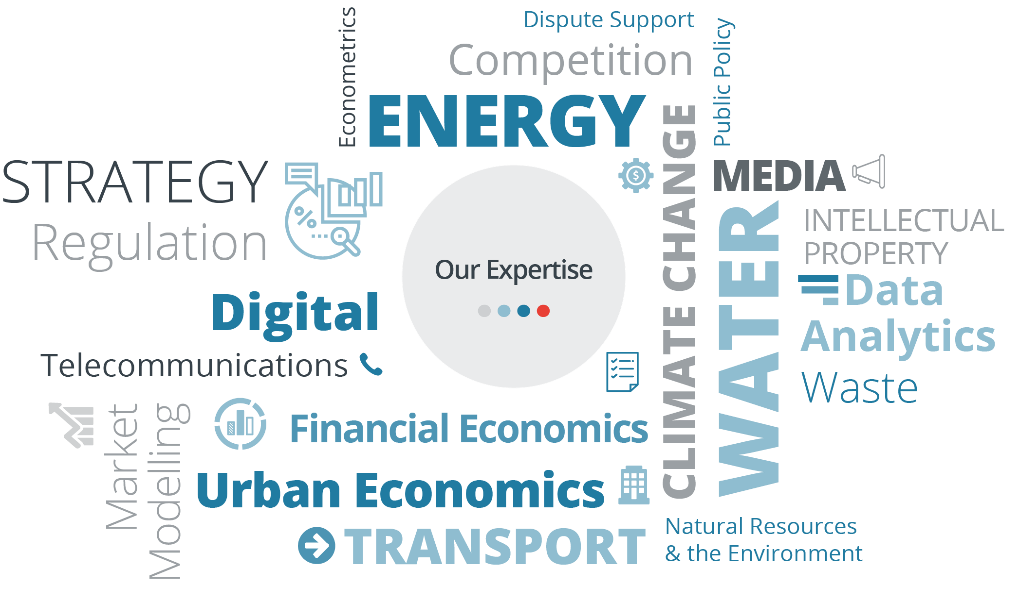 Dispute Support
Econometrics
Competition
Public Policy
ENERGY
CLIMATE CHANGE
STRATEGY
MEDIA
$
%
Regulation
WATER
INTELLECTUAL
PROPERTY
Our Expertise
Data
Analytics
Digital
Telecommunications
Waste
Market
Modelling
Financial Economics
Urban Economics
TRANSPORT
Natural Resources
& the Environment